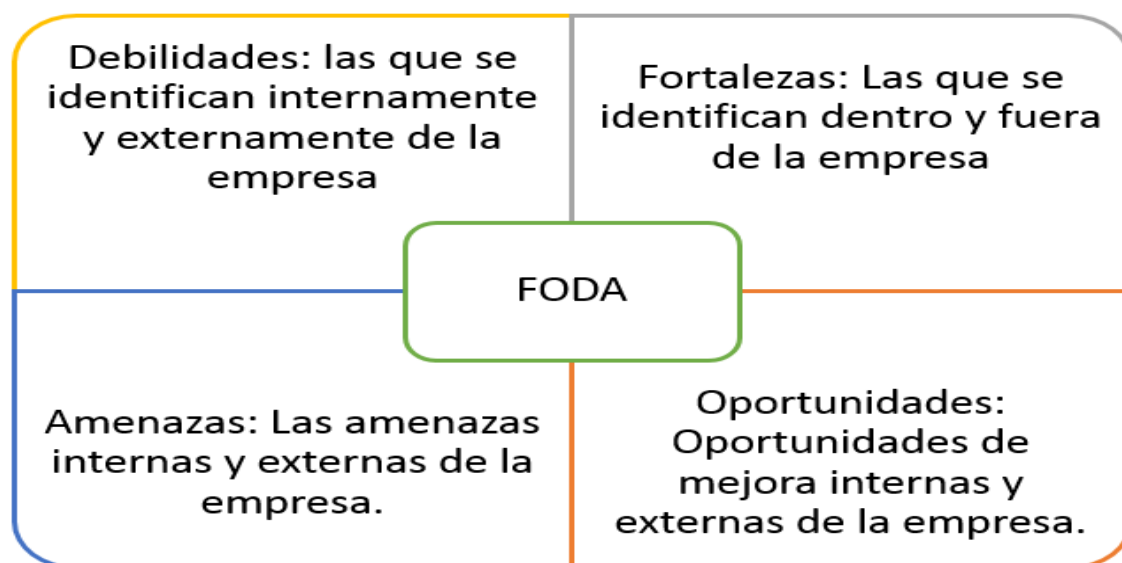 Debilidades: las que se
identifican internamente
y externamente de la
empresa
Fortalezas: Las que se
identifican dentro y fuera
de la empresa
FODA
Amenazas: Las amenazas
internas y externas de la
empresa.
Oportunidades:
Oportunidades de
mejora internas y
externas de la empresa.